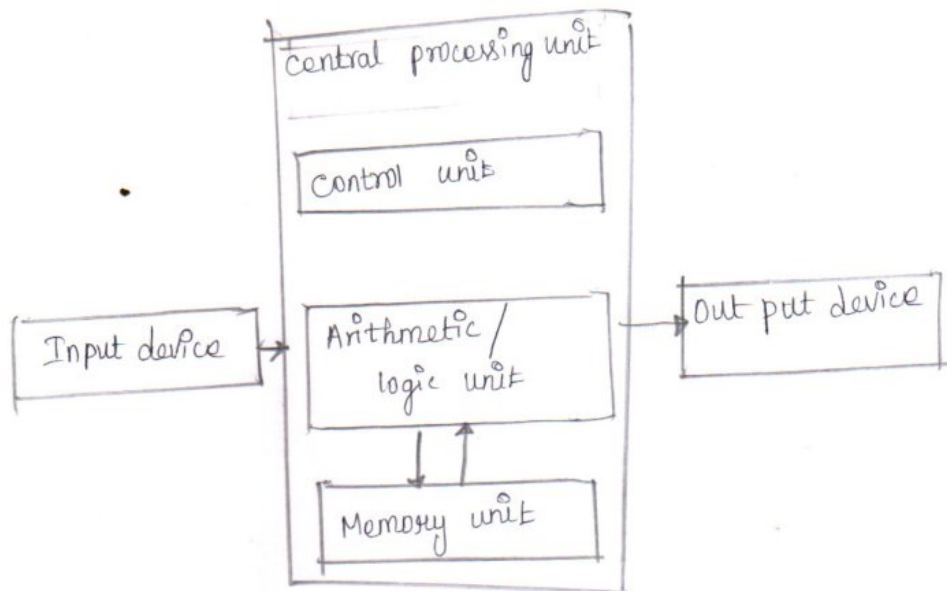 Central processing unit
Control unit
Input device
Arithmetic /
logic unit
Out put device
Memory unit